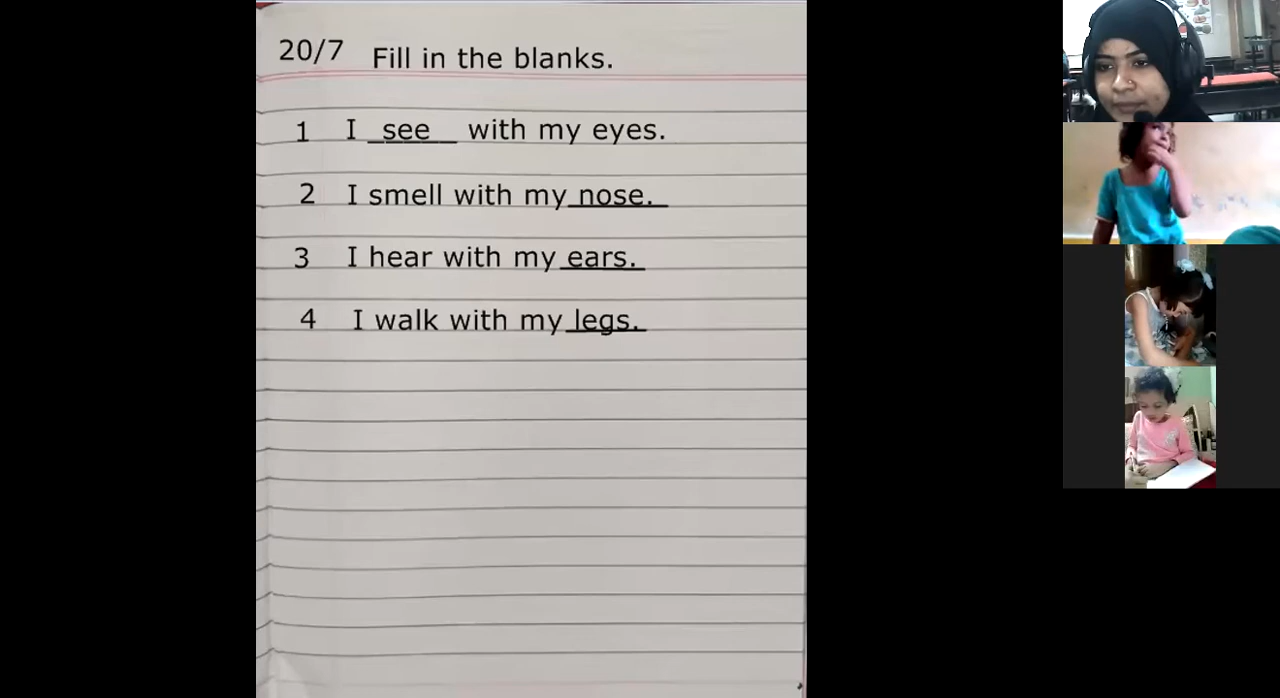 20/7 Fill in the blanks.
1 I see with my eyes.
2 I smell with my nose.
3 I hear with my ears.
4 I walk with my legs.